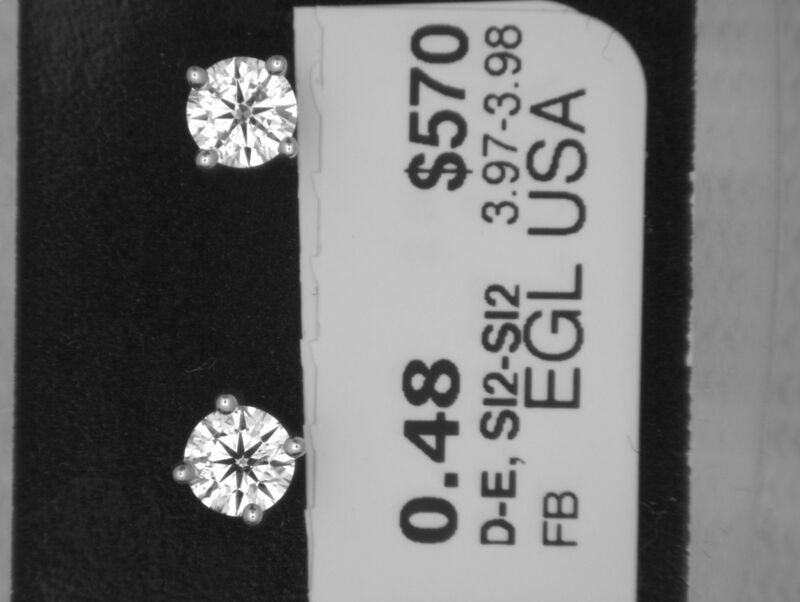 0.48 $570
D-E, SI2-SI2 3.97-3.98
FB EGL USA